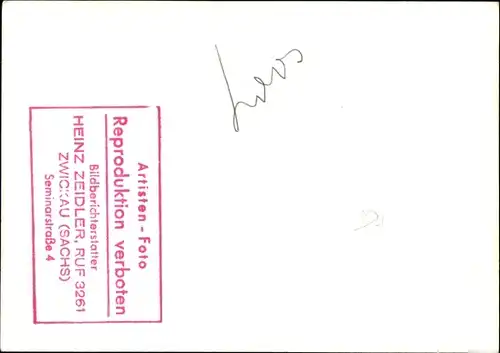 Artisten-Foto
Reproduktion verboten
Bildberichterstatter
HEINZ ZEIDLER, RUF 3261
ZWICKAU (SACHS)
Seminarstraße 4